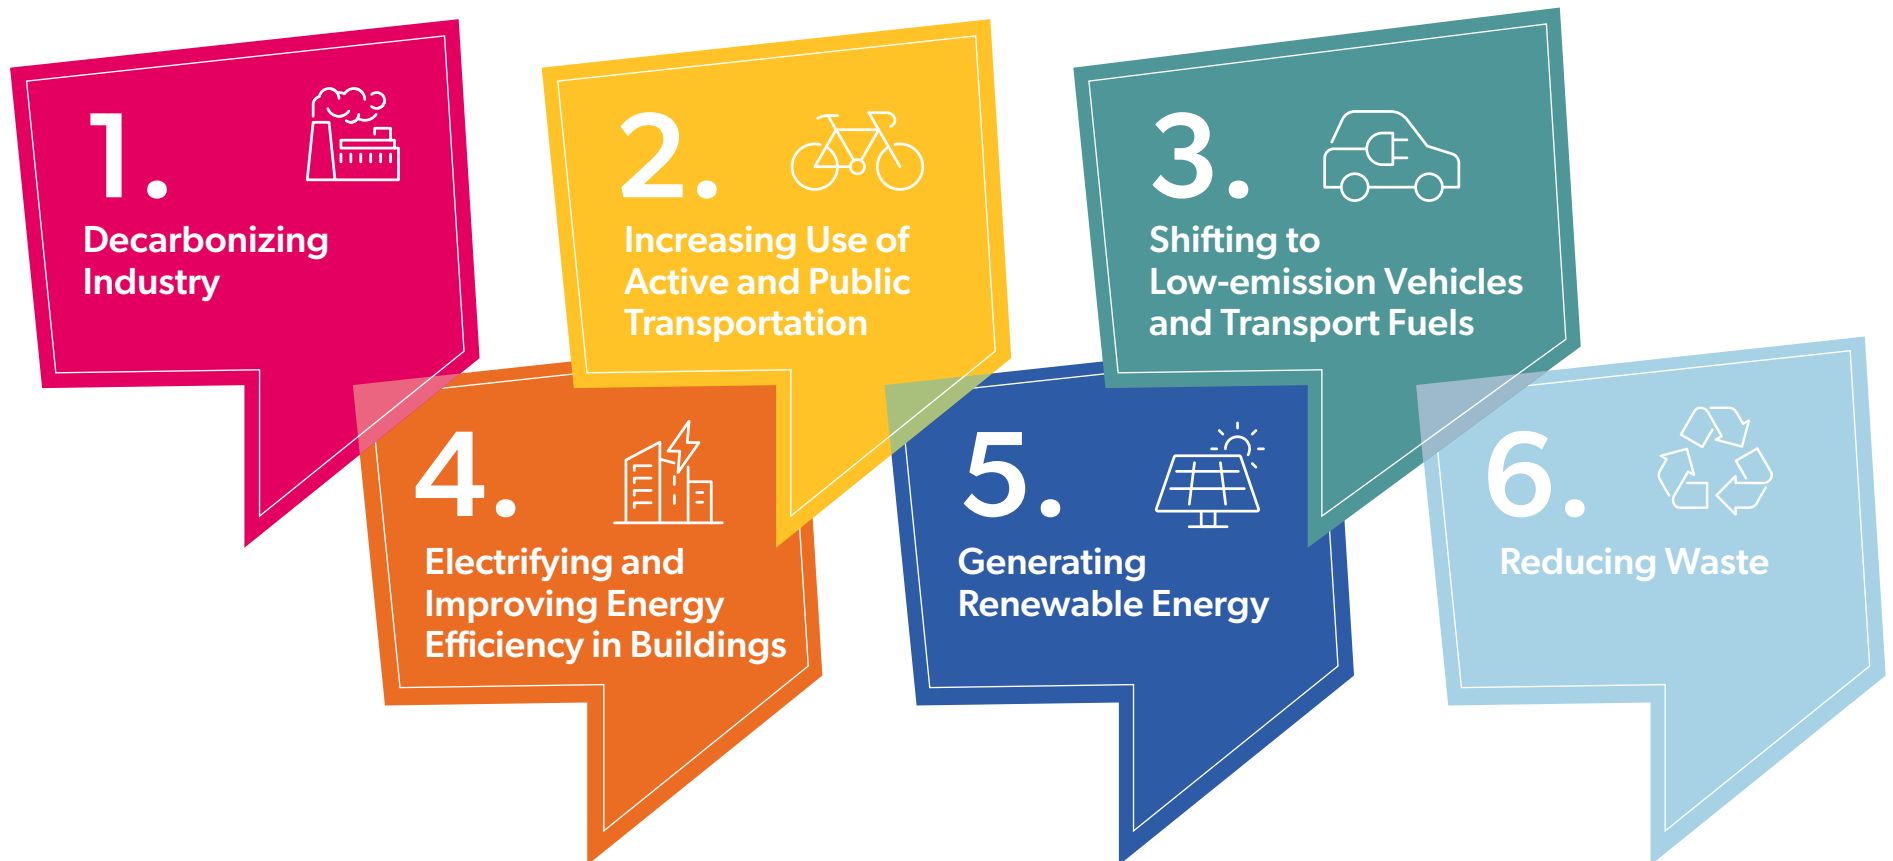 1.
Decarbonizing
Industry
2.
Increasing Use of
Active and Public
Transportation
3.
Shifting to
Low-emission Vehicles
and Transport Fuels
4.
Electrifying and
Improving Energy
Efficiency in Buildings
5.
Generating
Renewable Energy
6.
Reducing Waste